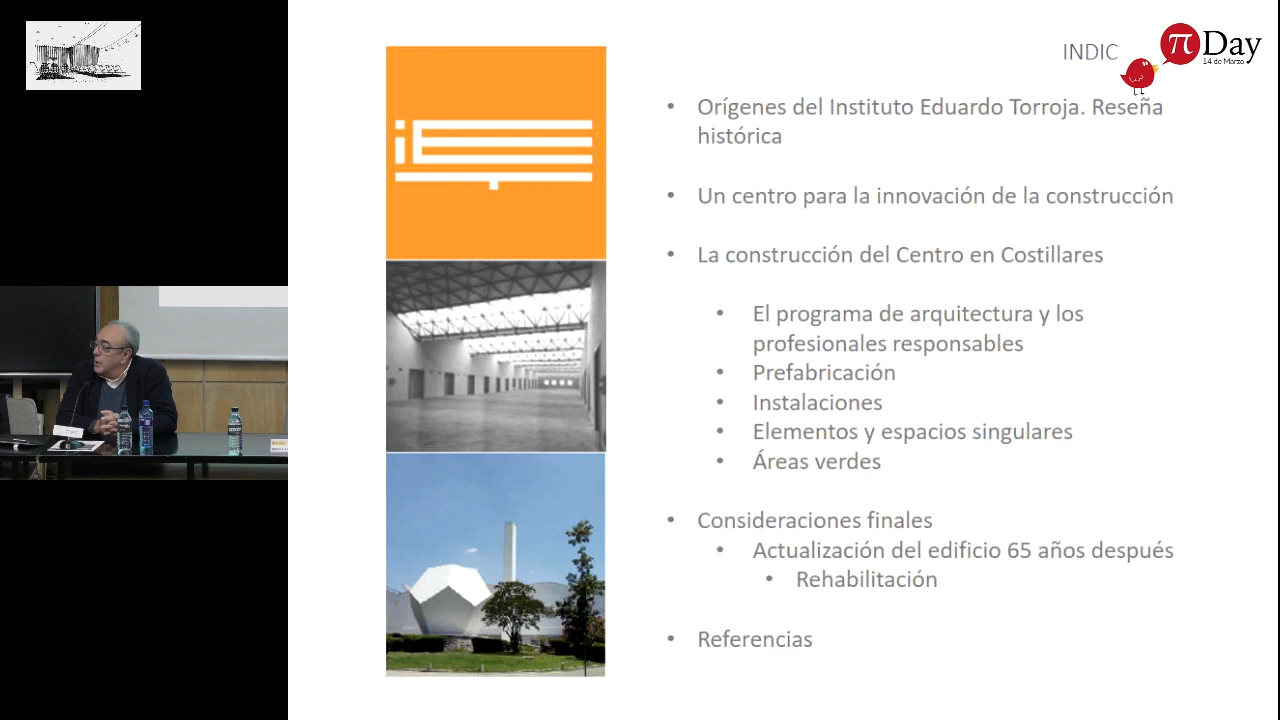 INDIC
π Day
14 de Marzo
• Orígenes del Instituto Eduardo Torroja. Reseña
histórica
• Un centro para la innovación de la construcción
• La construcción del Centro en Costillares
• El programa de arquitectura y los
profesionales responsables
• Prefabricación
• Instalaciones
• Elementos y espacios singulares
• Áreas verdes
• Consideraciones finales
• Actualización del edificio 65 años después
• Rehabilitación
• Referencias